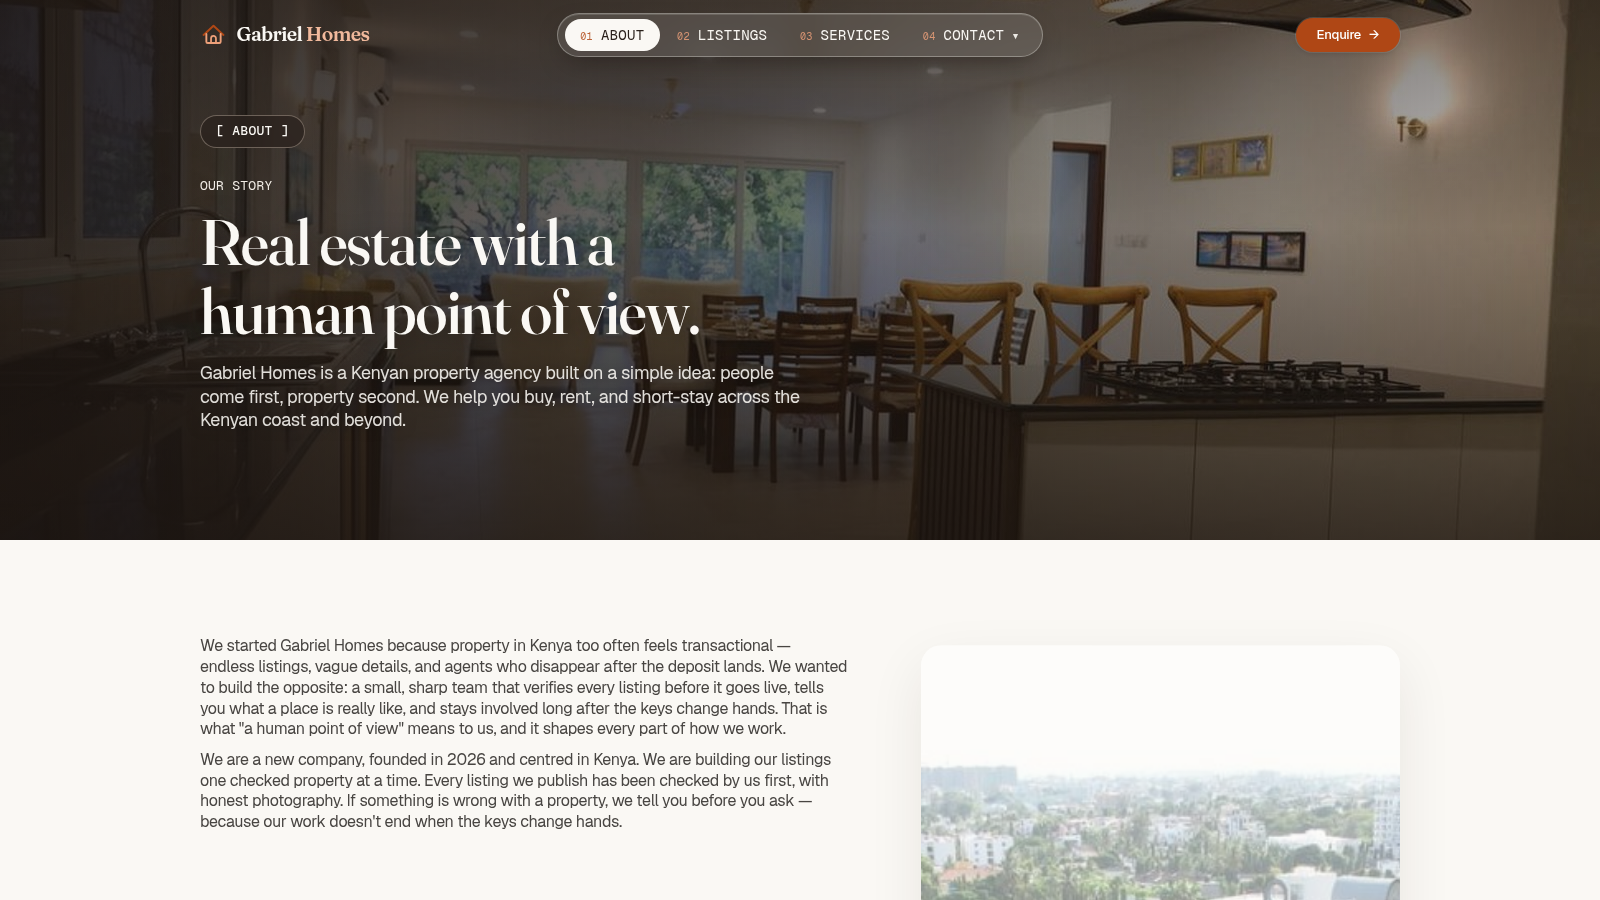 Gabriel Homes
01 ABOUT 02 LISTINGS 03 SERVICES 04 CONTACT ▾
Enquire →
[ ABOUT ]
OUR STORY
Real estate with a
human point of view.
Gabriel Homes is a Kenyan property agency built on a simple idea: people
come first, property second. We help you buy, rent, and short-stay across the
Kenyan coast and beyond.
We started Gabriel Homes because property in Kenya too often feels transactional —
endless listings, vague details, and agents who disappear after the deposit lands. We wanted
to build the opposite: a small, sharp team that verifies every listing before it goes live, tells
you what a place is really like, and stays involved long after the keys change hands. That is
what "a human point of view" means to us, and it shapes every part of how we work.
We are a new company, founded in 2026 and centred in Kenya. We are building our listings
one checked property at a time. Every listing we publish has been checked by us first, with
honest photography. If something is wrong with a property, we tell you before you ask —
because our work doesn't end when the keys change hands.